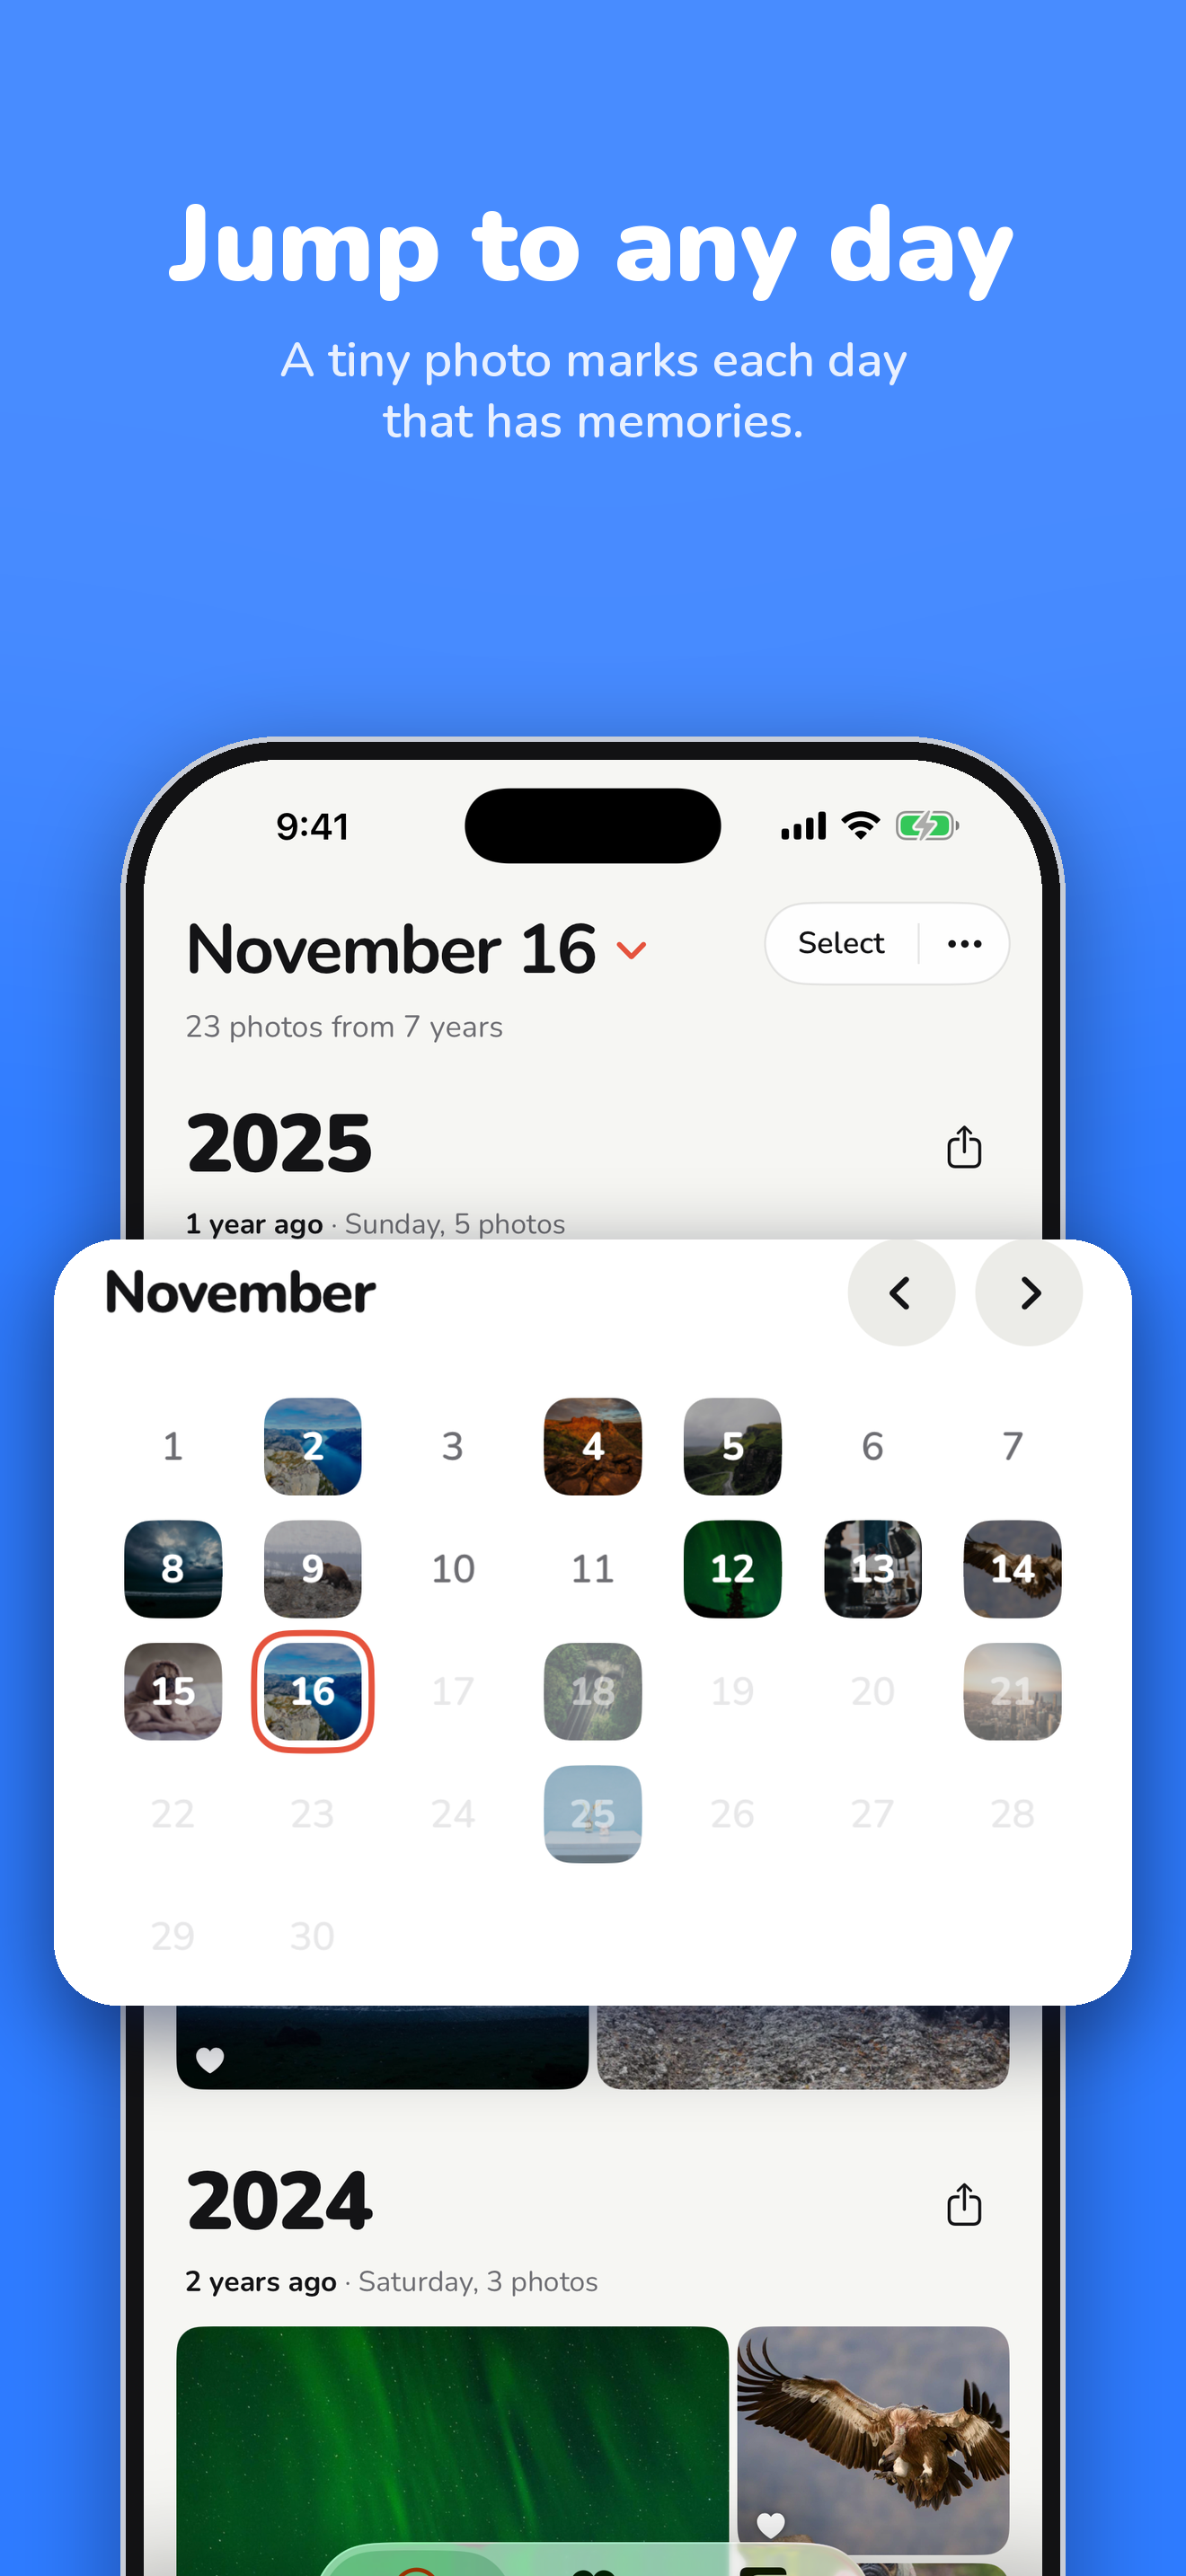 Jump to any day
A tiny photo marks each day
that has memories.
9:41
November 16
Select
23 photos from 7 years
2025
1 year ago · Sunday, 5 photos
November
1 2 3 4 5 6 7
8 9 10 11 12 13 14
15 16 17 18 19 20 21
22 23 24 25 26 27 28
29 30
2024
2 years ago · Saturday, 3 photos